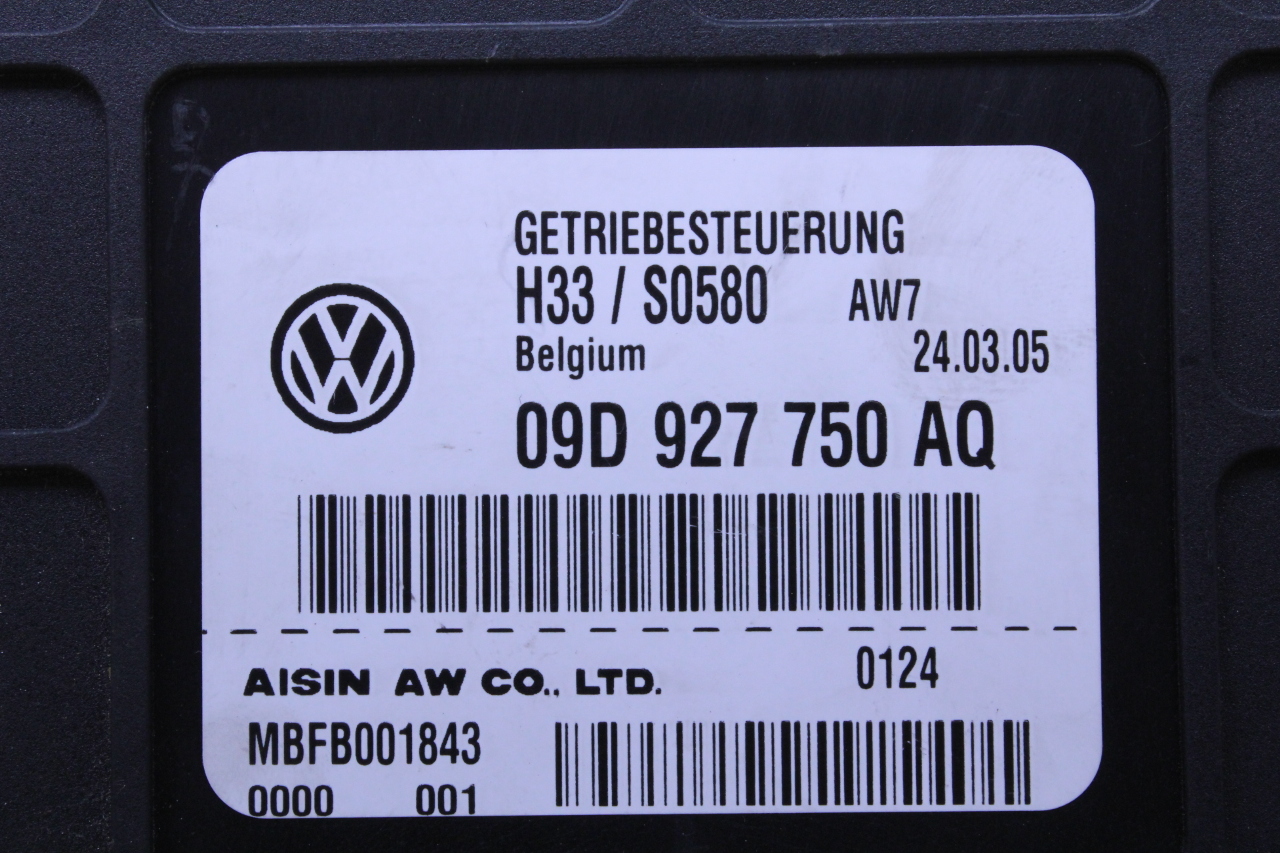 GETRIEBESTEUERUNG
H33 / S0580 AW7
Belgium 24.03.05
09D 927 750 AQ
AISIN AW CO., LTD. 0124
MBFB001843
0000 001